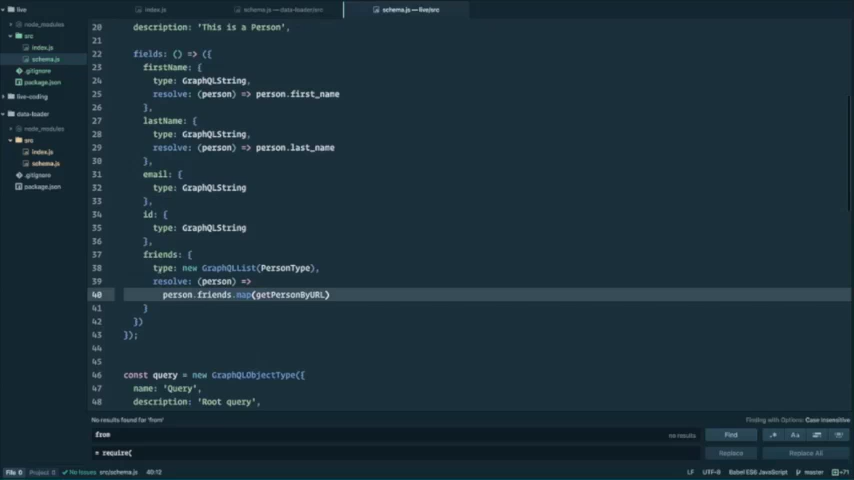 live
node_modules
src
index.js
schema.js
.gitignore
package.json
live-coding
data-loader
node_modules
src
index.js
schema.js
.gitignore
package.json
index.js
schema.js — data-loader/src
schema.js — live/src
20 description: 'This is a Person',
21
22 fields: () => ({
23 firstName: {
24 type: GraphQLString,
25 resolve: (person) => person.first_name
26 },
27 lastName: {
28 type: GraphQLString,
29 resolve: (person) => person.last_name
30 },
31 email: {
32 type: GraphQLString
33 },
34 id: {
35 type: GraphQLString
36 },
37 friends: {
38 type: new GraphQLList(PersonType),
39 resolve: (person) =>
40 person.friends.map(getPersonByURL)
41 }
42 })
43 });
44
45
46 const query = new GraphQLObjectType({
47 name: 'Query',
48 description: 'Root query',
No results found for 'from'
Finding with Options: Case Insensitive
from
no results
Find
.*
Aa
= require(
Replace
Replace All
File 0
Project 0
No Issues
src/schema.js
40:12
LF
UTF-8
Babel ES6 JavaScript
master
+11